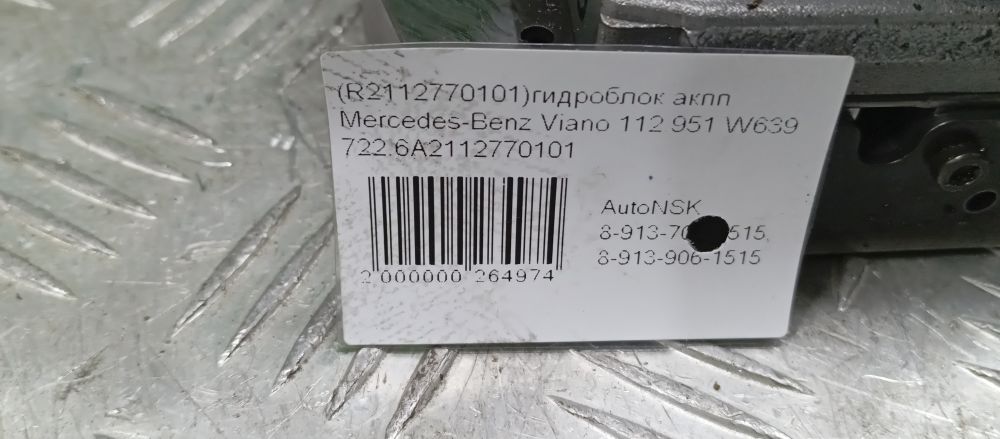 (R2112770101)гидроблок акпп
Mercedes-Benz Viano 112 951 W639
722.6A2112770101
AutoNSK
8-913-906-1515
2 000000 264974